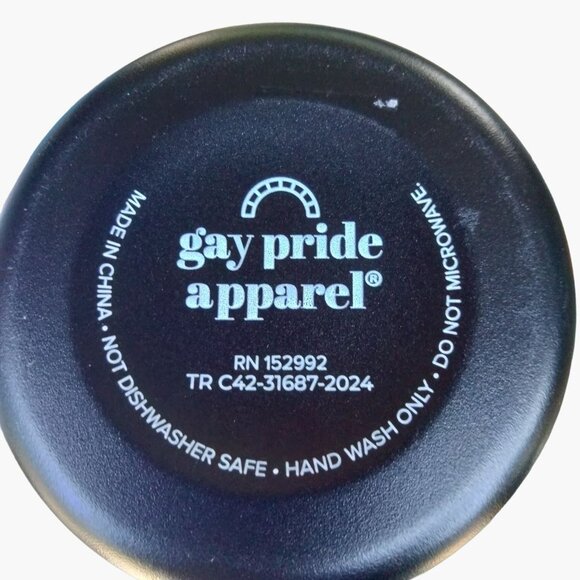 gay pride
apparel®
RN 152992
TR C42-31687-2024
MADE IN CHINA • NOT DISHWASHER SAFE • HAND WASH ONLY • DO NOT MICROWAVE.